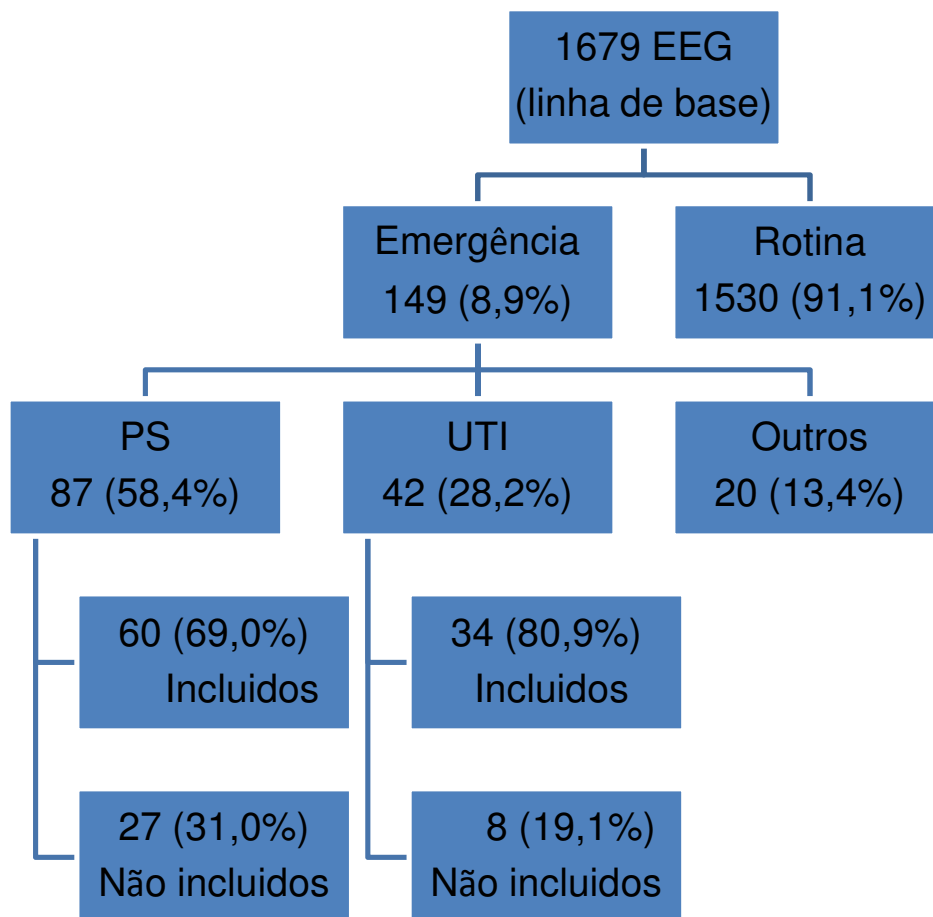 1679 EEG
(linha de base)
Emergência
149 (8,9%)
Rotina
1530 (91,1%)
PS
87 (58,4%)
UTI
42 (28,2%)
Outros
20 (13,4%)
60 (69,0%)
Incluidos
34 (80,9%)
Incluidos
27 (31,0%)
Não incluidos
8 (19,1%)
Não incluidos